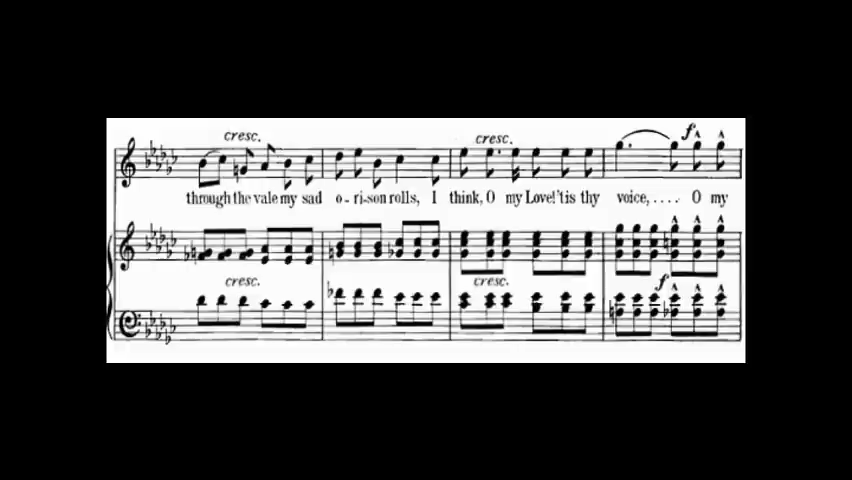 cresc. cresc. f
through the vale my sad o - ri - son rolls, I think, O my Love! 'tis thy voice, .... O my
cresc. cresc. f